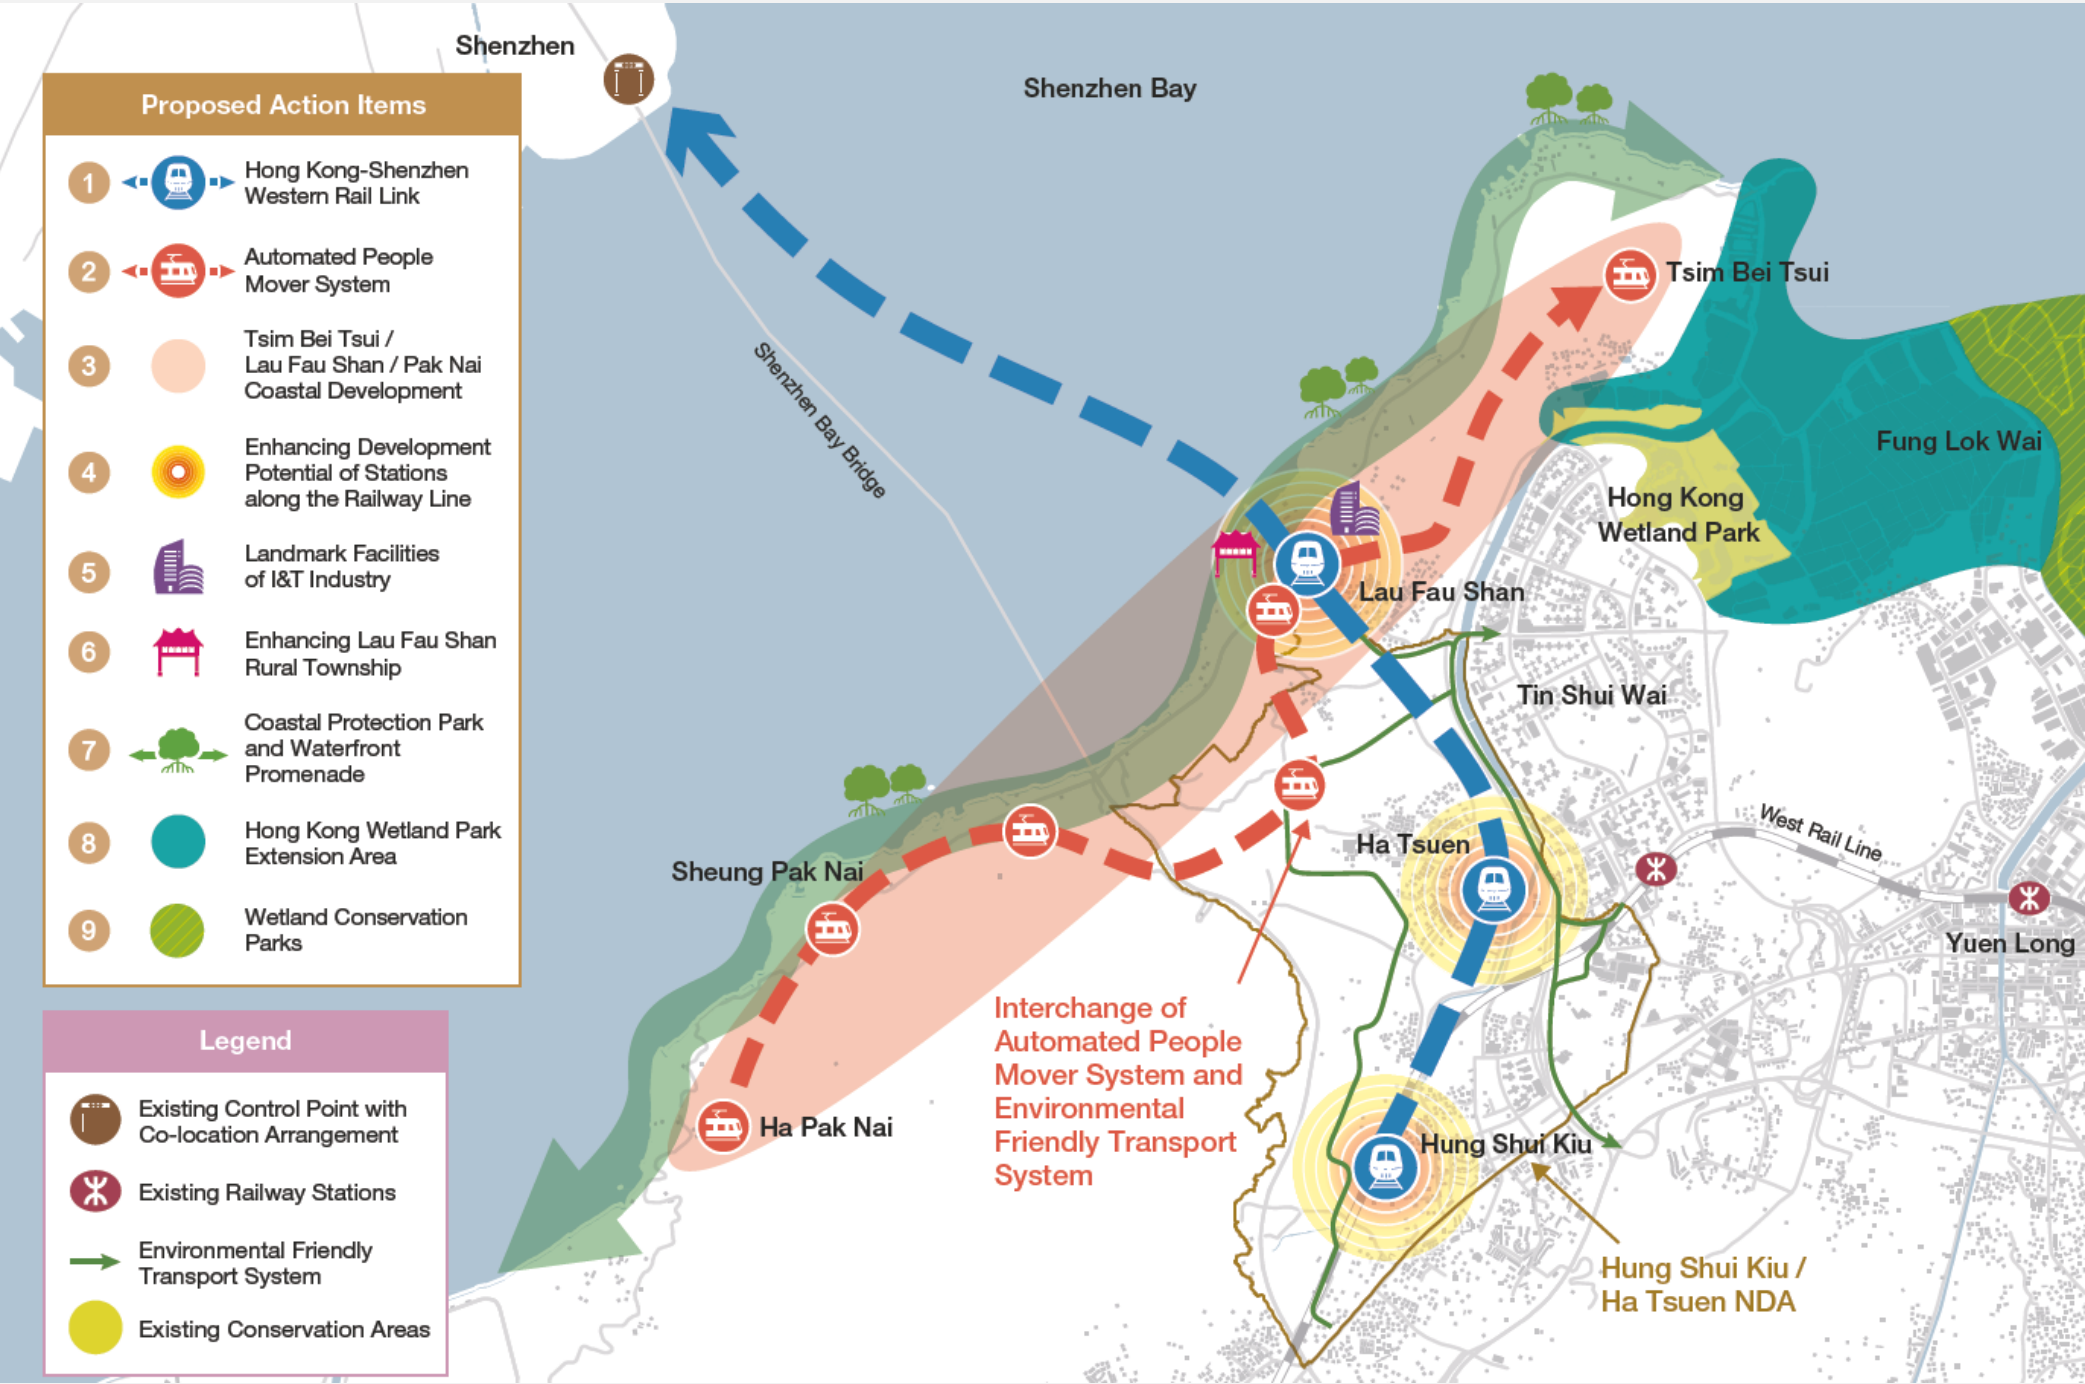 Shenzhen
Shenzhen Bay
Proposed Action Items
1
Hong Kong-Shenzhen
Western Rail Link
2
Automated People
Mover System
3
Tsim Bei Tsui /
Lau Fau Shan / Pak Nai
Coastal Development
4
Enhancing Development
Potential of Stations
along the Railway Line
5
Landmark Facilities
of I&T Industry
6
Enhancing Lau Fau Shan
Rural Township
7
Coastal Protection Park
and Waterfront
Promenade
8
Hong Kong Wetland Park
Extension Area
9
Wetland Conservation
Parks
Legend
Existing Control Point with
Co-location Arrangement
Existing Railway Stations
Environmental Friendly
Transport System
Existing Conservation Areas
Shenzhen Bay Bridge
Tsim Bei Tsui
Fung Lok Wai
Hong Kong
Wetland Park
Lau Fau Shan
Tin Shui Wai
West Rail Line
Ha Tsuen
Sheung Pak Nai
Yuen Long
Interchange of
Automated People
Mover System and
Environmental
Friendly Transport
System
Ha Pak Nai
Hung Shui Kiu
Hung Shui Kiu /
Ha Tsuen NDA